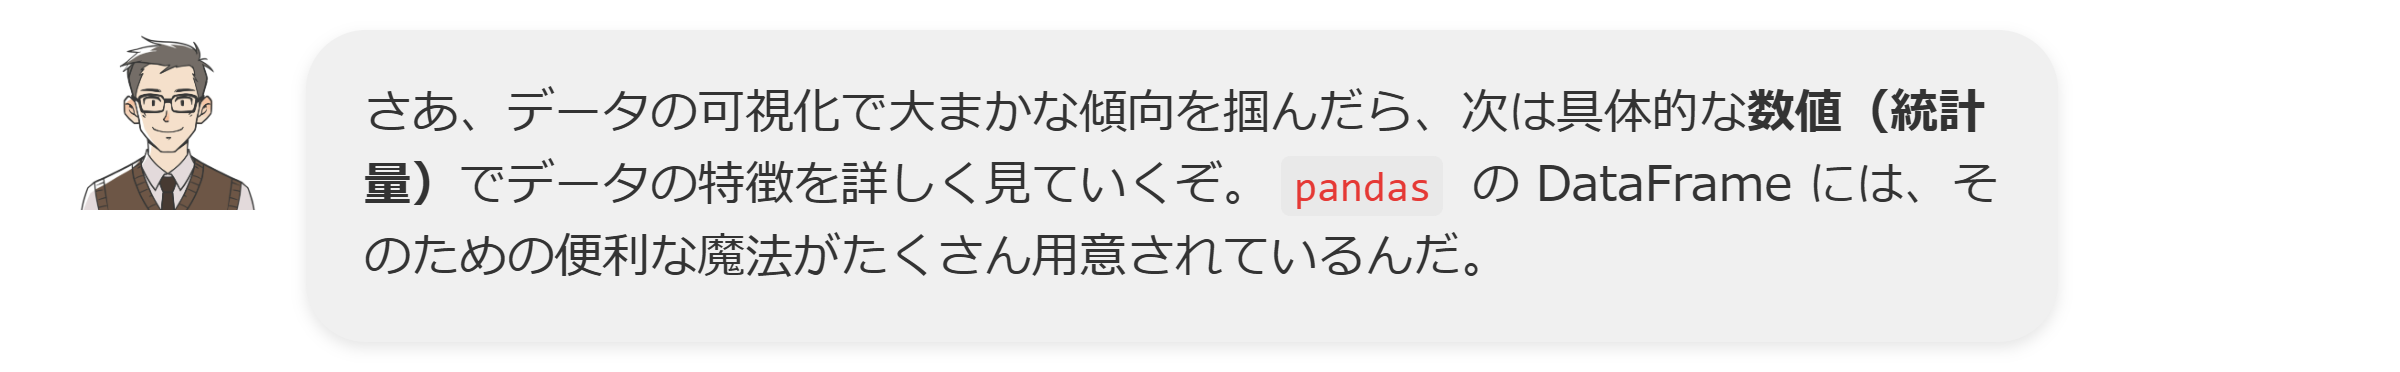 さあ、データの可視化で大まかな傾向を掴んだら、次は具体的な数値（統計
量）でデータの特徴を詳しく見ていくぞ。 pandas の DataFrame には、そ
のための便利な魔法がたくさん用意されているんだ。